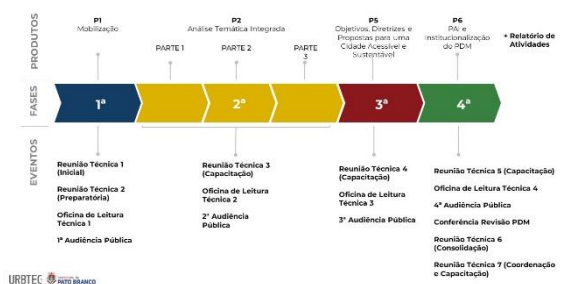 PRODUTOS
P1
Mobilização
P2
Análise Temática Integrada
PARTE 1
PARTE 2
PARTE
3
P5
Objetivos, Diretrizes e
Propostas para uma
Cidade Acessível e
Sustentável
P6
PAI e
Institucionalização
do PDM
+ Relatório de
Atividades
FASES
1ª
2ª
3ª
4ª
EVENTOS
Reunião Técnica 1
(Inicial)
Reunião Técnica 2
(Preparatória)
Oficina de Leitura
Técnica 1
1ª Audiência Pública
Reunião Técnica 3
(Capacitação)
Oficina de Leitura
Técnica 2
2ª Audiência
Pública
Reunião Técnica 4
(Capacitação)
Oficina de Leitura
Técnica 3
3ª Audiência Pública
Reunião Técnica 5 (Capacitação)
Oficina de Leitura Técnica 4
4ª Audiência Pública
Conferência Revisão PDM
Reunião Técnica 6
(Consolidação)
Reunião Técnica 7 (Coordenação
e Capacitação)
URBTEC
PATO BRANCO